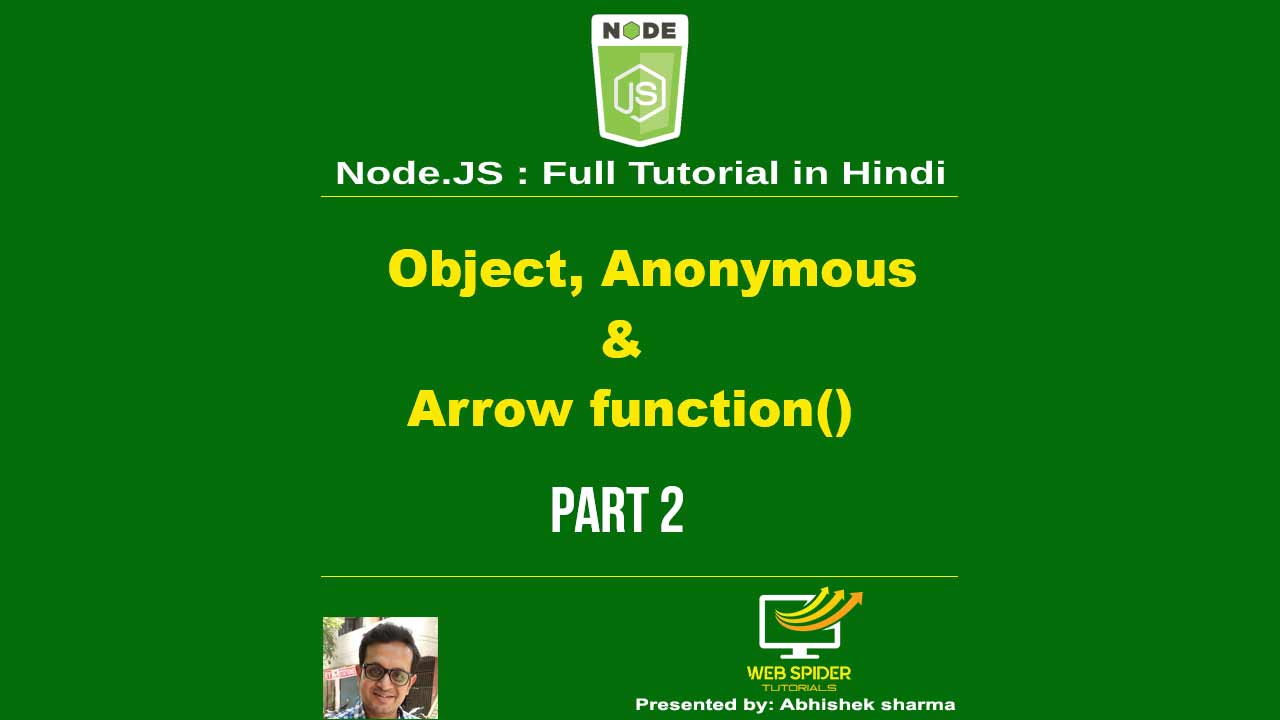 NODE
JS
Node.JS : Full Tutorial in Hindi
Object, Anonymous
&
Arrow function()
PART 2
WEB SPIDER
TUTORIALS
Presented by: Abhishek sharma